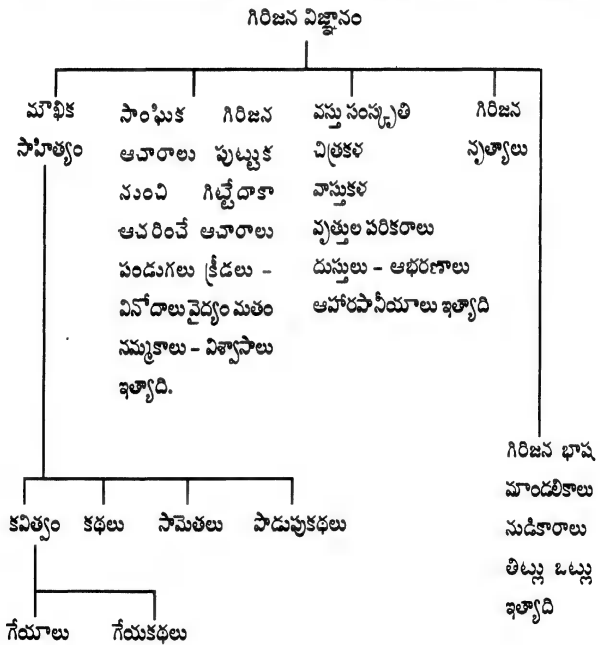 గిరిజన విజ్ఞానం
మౌఖిక
సాహిత్యం
సాంఘిక గిరిజన
ఆచారాలు పుట్టుక
నుంచి గిట్టేదాకా
ఆచరించే ఆచారాలు
పండుగలు క్రీడలు –
వినోదాలు వైద్యం మతం
నమ్మకాలు – విశ్వాసాలు
ఇత్యాది.
వస్తు సంస్కృతి
చిత్రకళ
వాస్తుకళ
వృత్తుల పరికరాలు
దుస్తులు – ఆభరణాలు
ఆహారపానీయాలు ఇత్యాది
గిరిజన
నృత్యాలు
గిరిజన భాష
మాండలికాలు
నుడికారాలు
తిట్లు ఒట్లు
ఇత్యాది
కవిత్వం కథలు సామెతలు పొడుపుకథలు
గేయాలు గేయకథలు